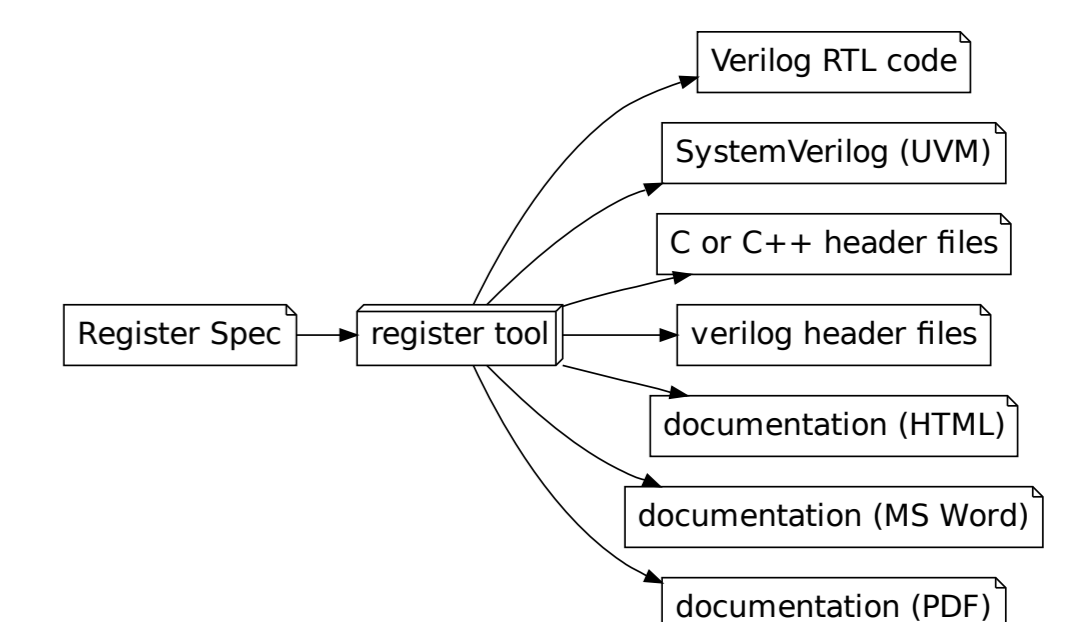 Verilog RTL code
SystemVerilog (UVM)
C or C++ header files
Register Spec
register tool
verilog header files
documentation (HTML)
documentation (MS Word)
documentation (PDF)